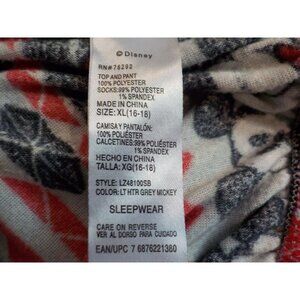 © Disney
RN#76292
TOP AND PANT
100% POLYESTER
SOCKS:99% POLYESTER
1% SPANDEX
MADE IN CHINA
SIZE: XL(16-18)
CAMISA Y PANTALÓN:
100% POLIÉSTER
CALCETINES:99% POLIÉSTER
1% SPANDEX
HECHO EN CHINA
TALLA: XG(16-18)
STYLE: LZ48100SB
COLOR: LT HTR GREY MICKEY
SLEEPWEAR
CARE ON REVERSE
VER AL DORSO PARA CUIDADO
EAN/UPC 7 6876221380